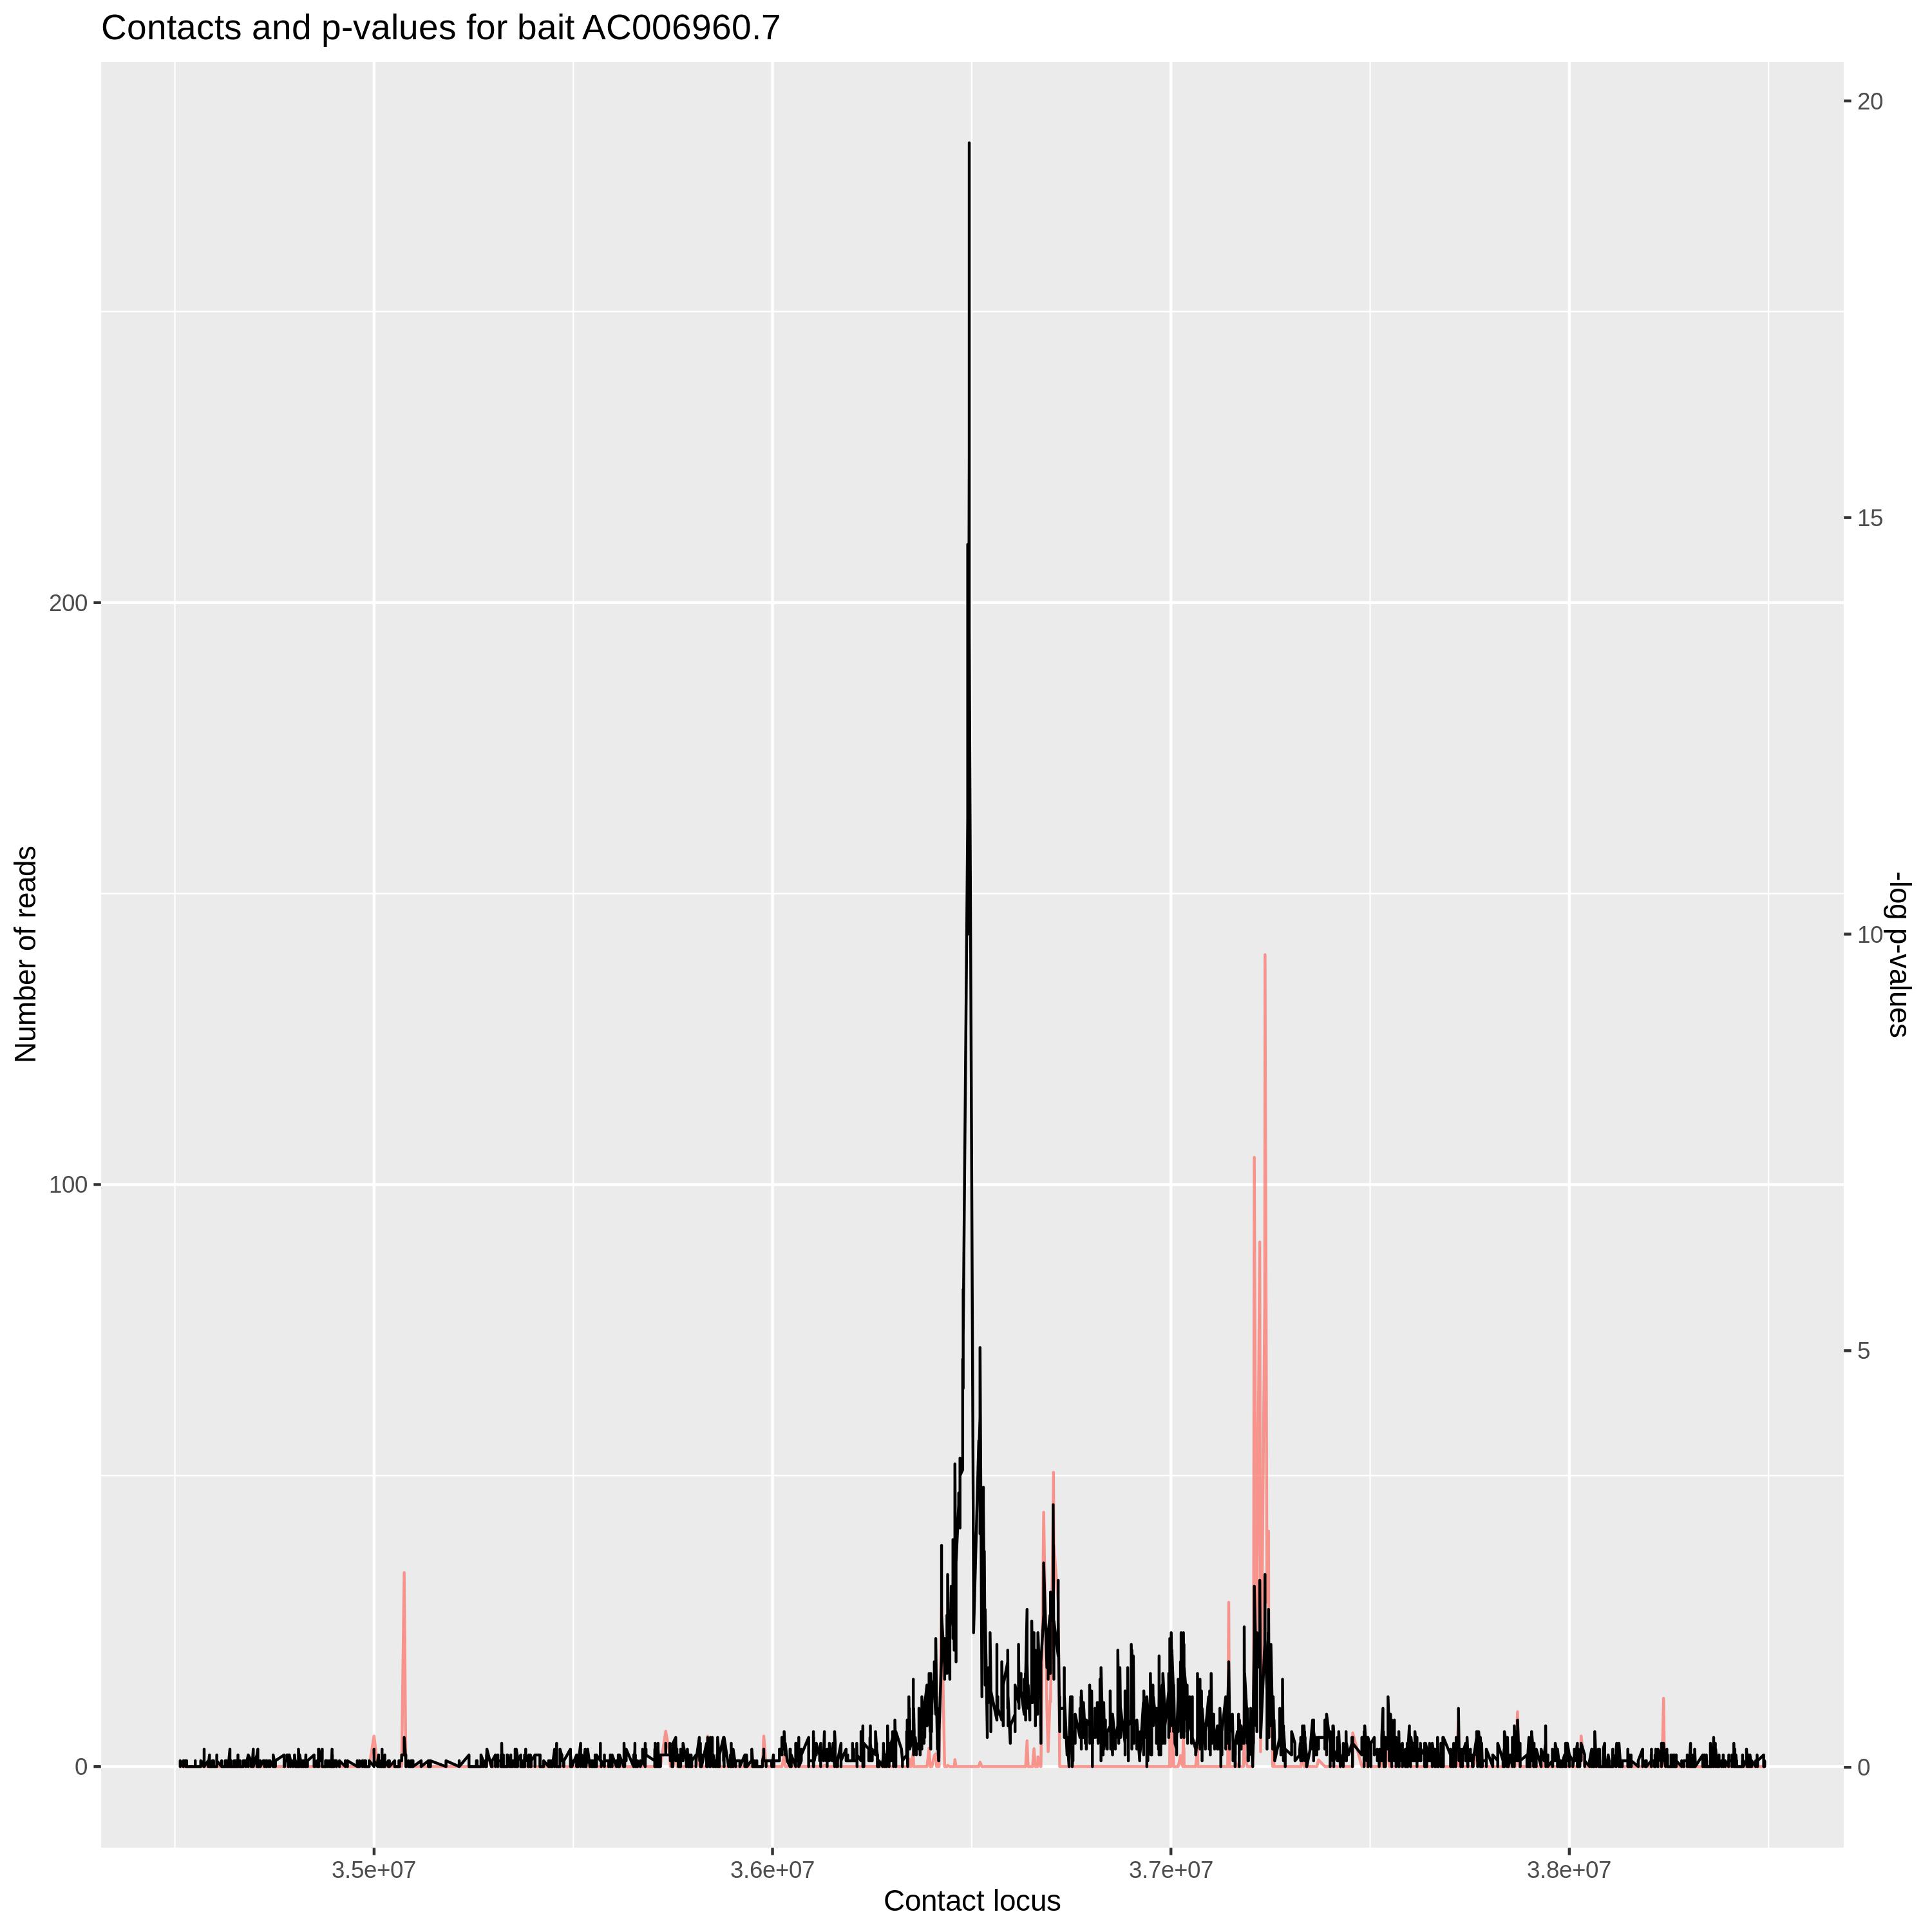 Contacts and p-values for bait AC006960.7
Number of reads
200
100
0
20
15
10
5
0
-log p-values
3.5e+07 3.6e+07 3.7e+07 3.8e+07
Contact locus